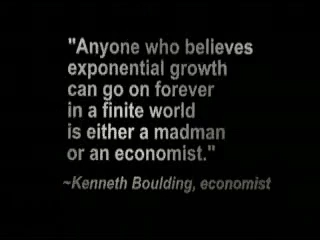 "Anyone who believes
exponential growth
can go on forever
in a finite world
is either a madman
or an economist."
~Kenneth Boulding, economist